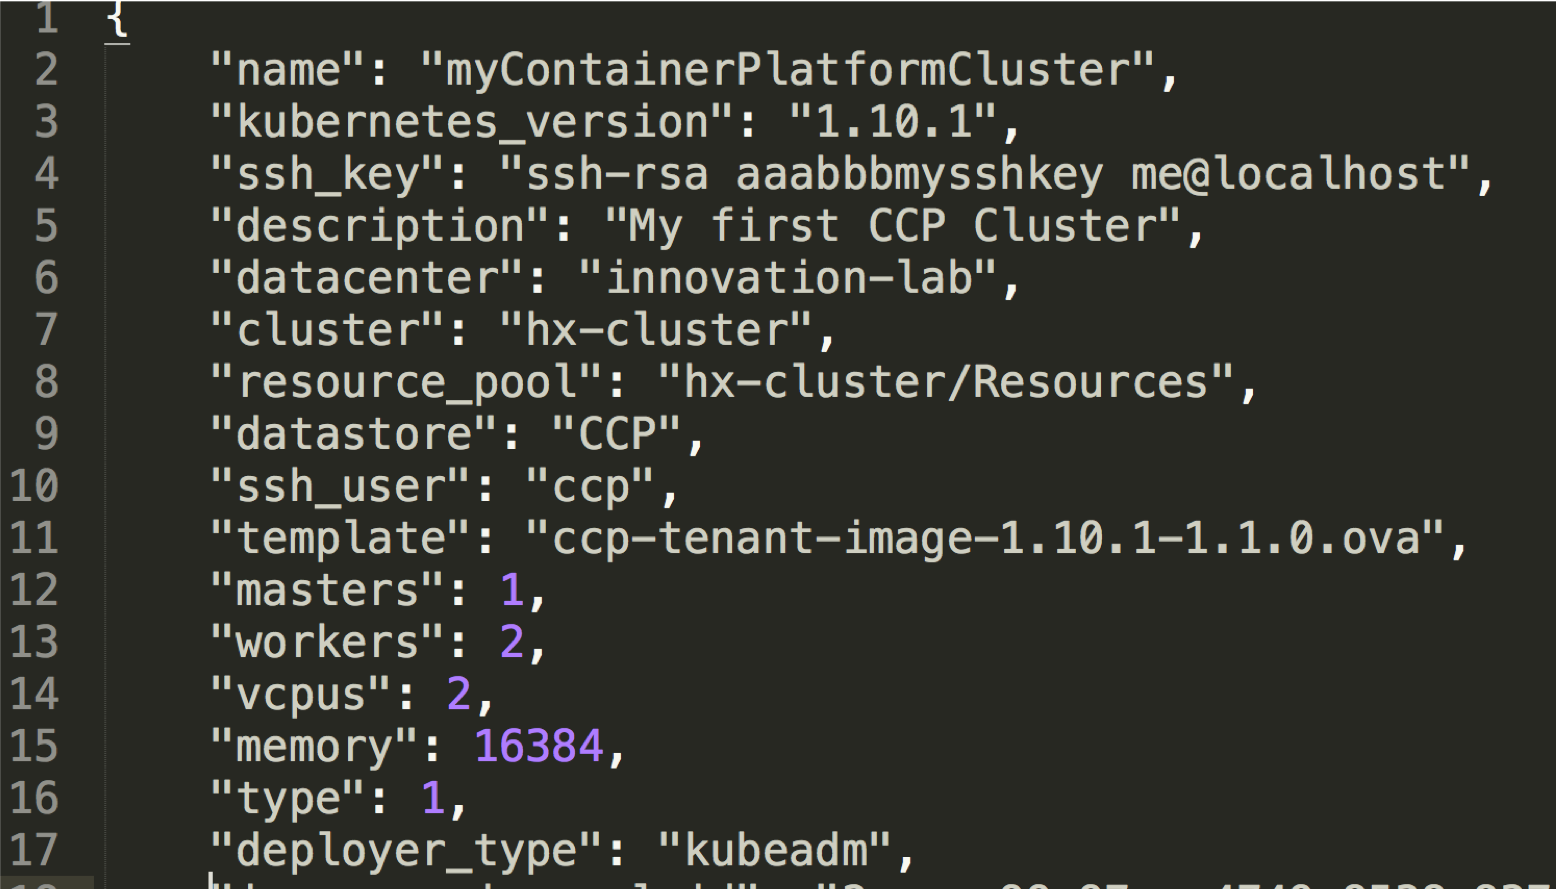 1 {
2 "name": "myContainerPlatformCluster",
3 "kubernetes_version": "1.10.1",
4 "ssh_key": "ssh-rsa aaabbbmysshkey me@localhost",
5 "description": "My first CCP Cluster",
6 "datacenter": "innovation-lab",
7 "cluster": "hx-cluster",
8 "resource_pool": "hx-cluster/Resources",
9 "datastore": "CCP",
10 "ssh_user": "ccp",
11 "template": "ccp-tenant-image-1.10.1-1.1.0.ova",
12 "masters": 1,
13 "workers": 2,
14 "vcpus": 2,
15 "memory": 16384,
16 "type": 1,
17 "deployer_type": "kubeadm",